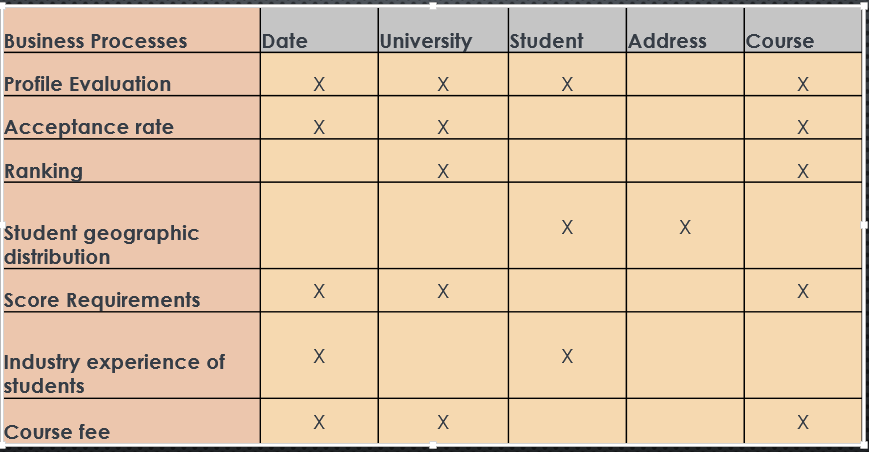 Business Processes Date University Student Address Course
Profile Evaluation X X X X
Acceptance rate X X X
Ranking X X
Student geographic
distribution X X
Score Requirements X X X
Industry experience of
students X X
Course fee X X X